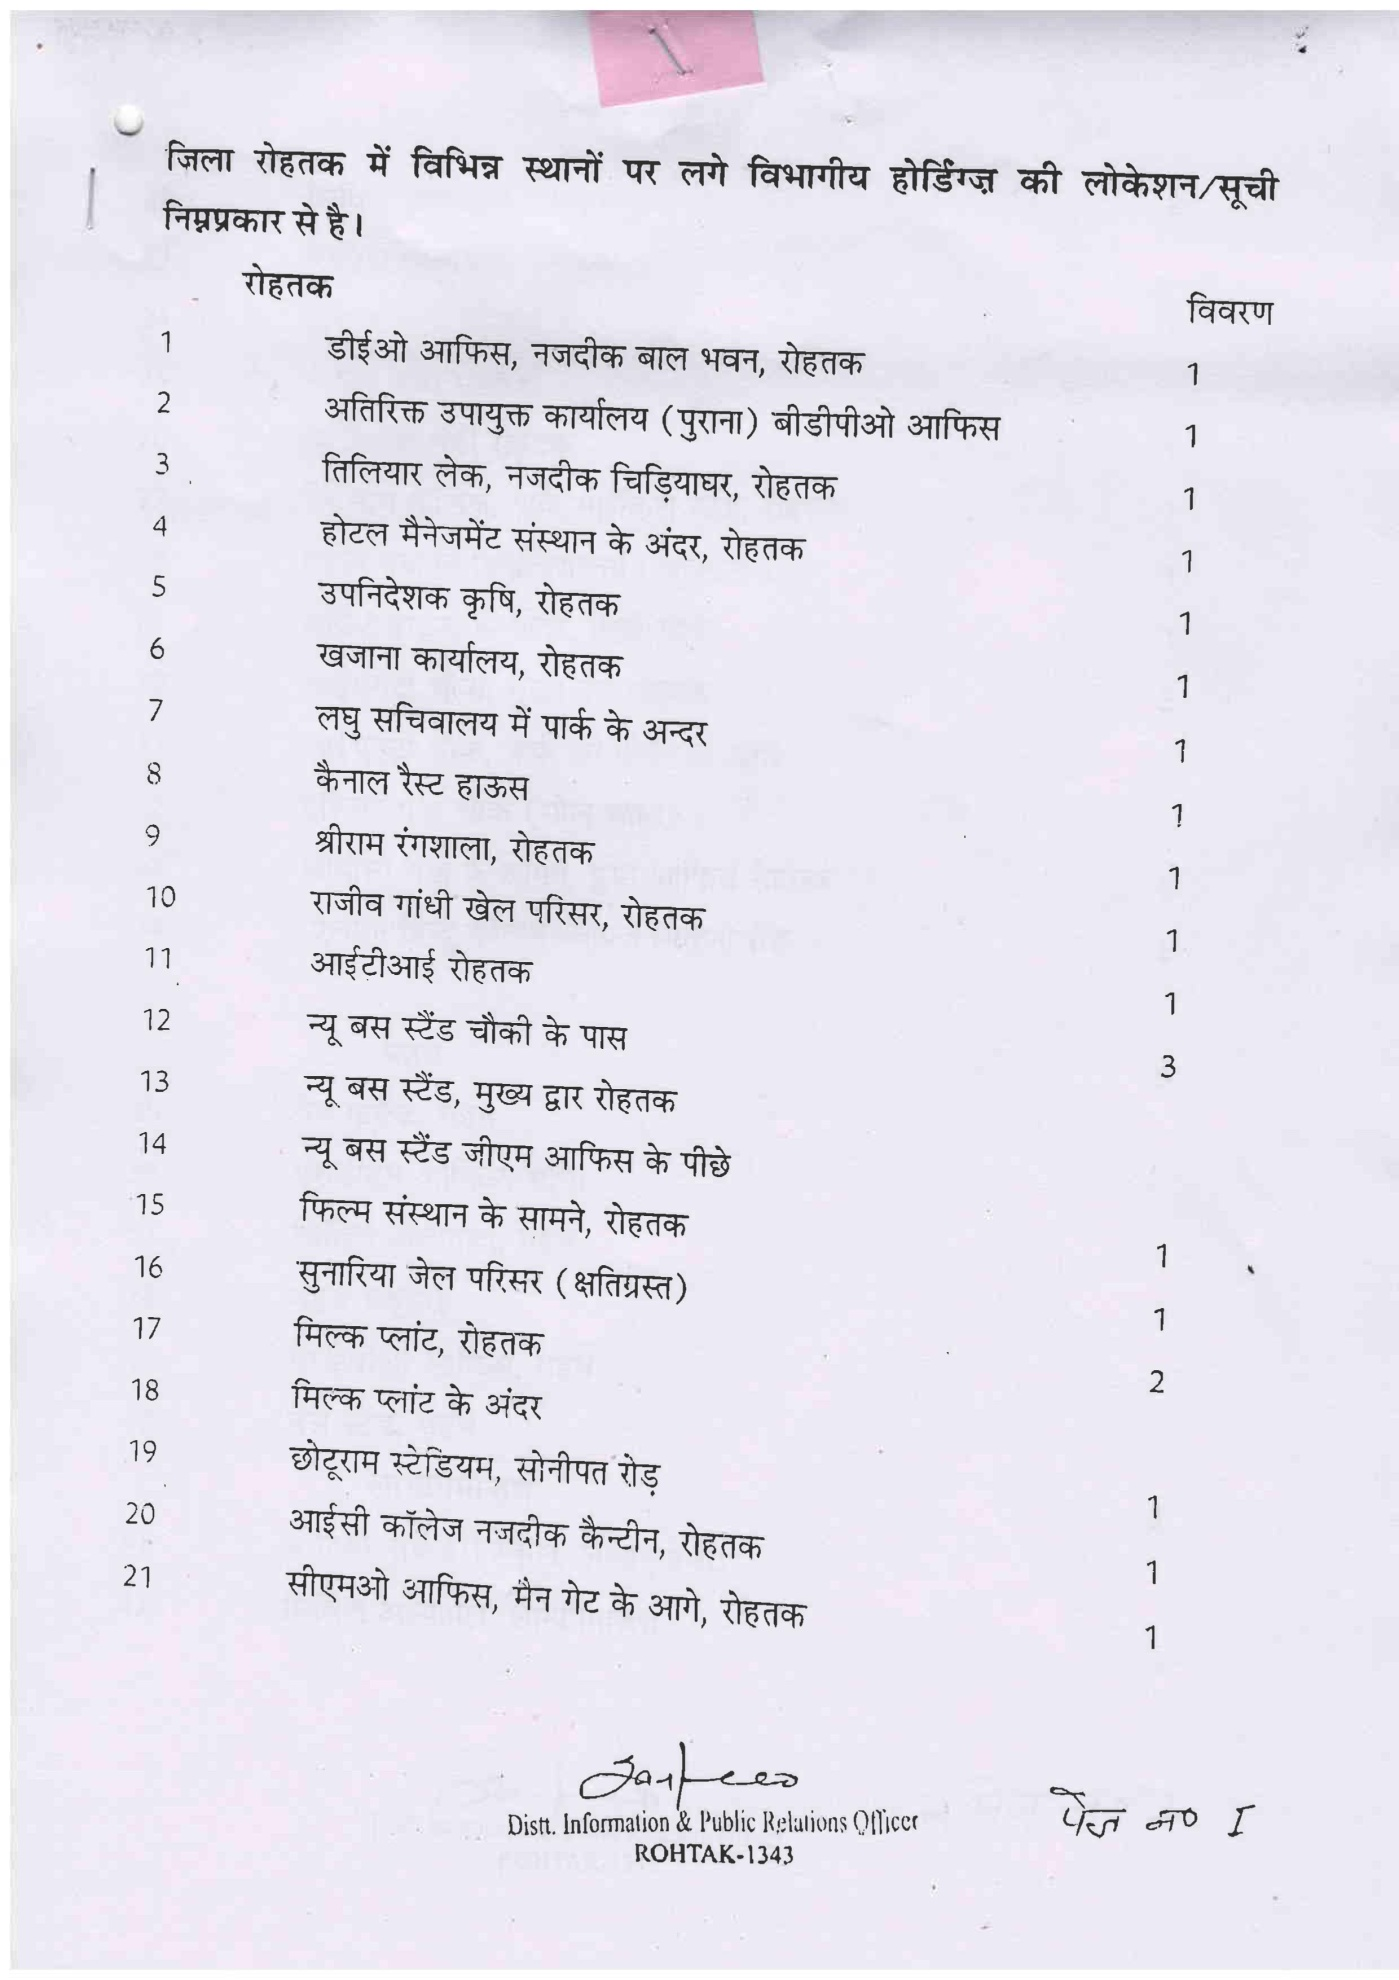 जिला रोहतक में विभिन्न स्थानों पर लगे विभागीय होर्डिंग्ज़ की लोकेशन/सूची
निम्नप्रकार से है।
रोहतक विवरण
1 डीईओ आफिस, नजदीक बाल भवन, रोहतक 1
2 अतिरिक्त उपायुक्त कार्यालय (पुराना) बीडीपीओ आफिस 1
3 तिलियार लेक, नजदीक चिड़ियाघर, रोहतक 1
4 होटल मैनेजमेंट संस्थान के अंदर, रोहतक 1
5 उपनिदेशक कृषि, रोहतक 1
6 खजाना कार्यालय, रोहतक 1
7 लघु सचिवालय में पार्क के अन्दर 1
8 कैनाल रैस्ट हाऊस 1
9 श्रीराम रंगशाला, रोहतक 1
10 राजीव गांधी खेल परिसर, रोहतक 1
11 आईटीआई रोहतक 1
12 न्यू बस स्टैंड चौकी के पास 3
13 न्यू बस स्टैंड, मुख्य द्वार रोहतक
14 न्यू बस स्टैंड जीएम आफिस के पीछे
15 फिल्म संस्थान के सामने, रोहतक 1
16 सुनारिया जेल परिसर (क्षतिग्रस्त) 1
17 मिल्क प्लांट, रोहतक 2
18 मिल्क प्लांट के अंदर
19 छोटूराम स्टेडियम, सोनीपत रोड़ 1
20 आईसी कॉलेज नजदीक कैन्टीन, रोहतक 1
21 सीएमओ आफिस, मैन गेट के आगे, रोहतक 1
Distt. Information & Public Relations Officer
ROHTAK-1343
पेज न० I